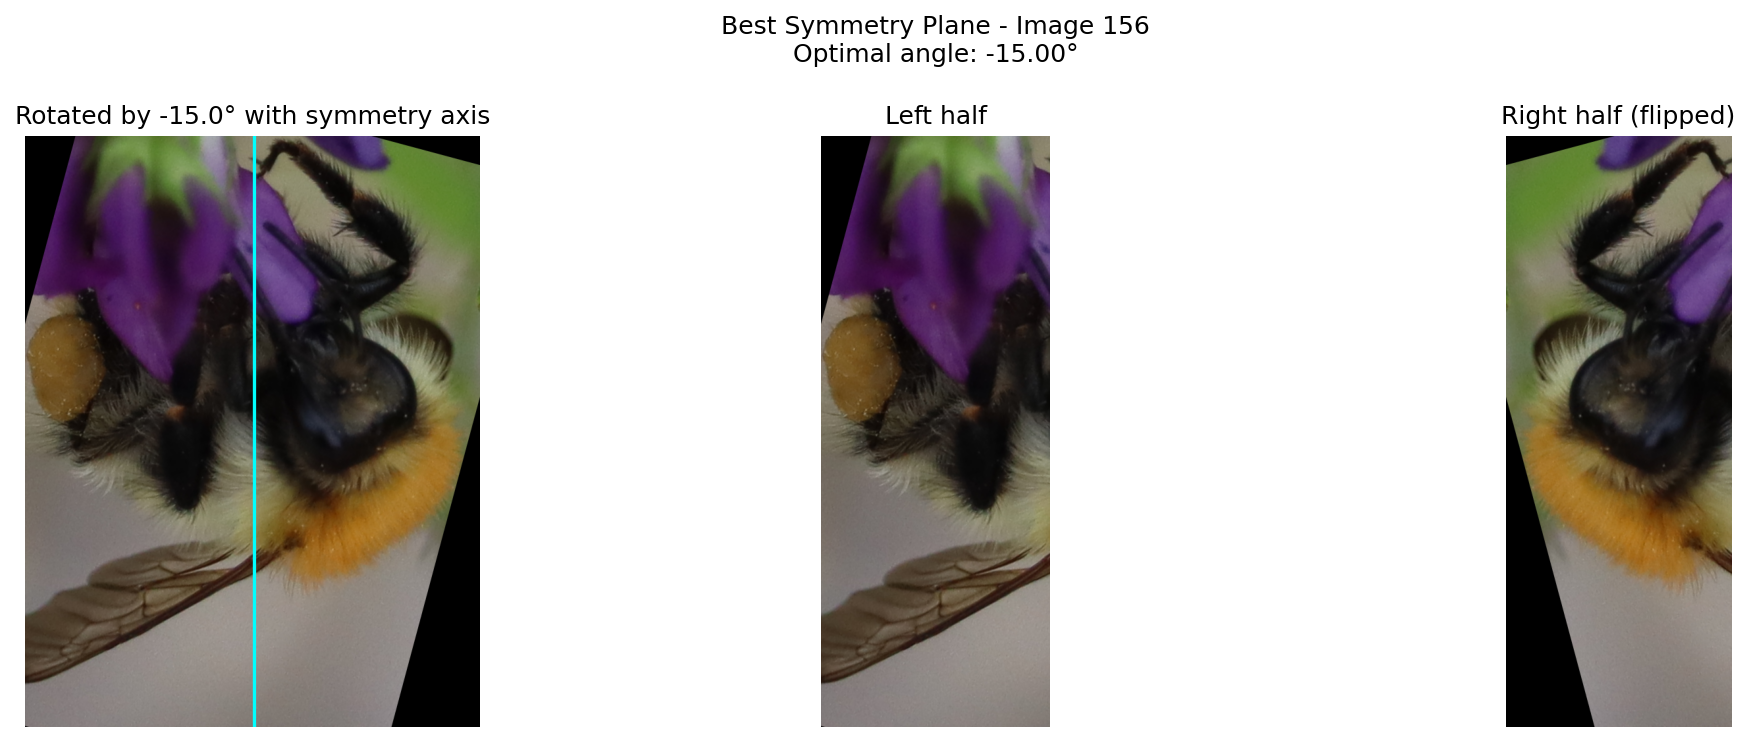 Best Symmetry Plane - Image 156
Optimal angle: -15.00°
Rotated by -15.0° with symmetry axis
Left half
Right half (flipped)